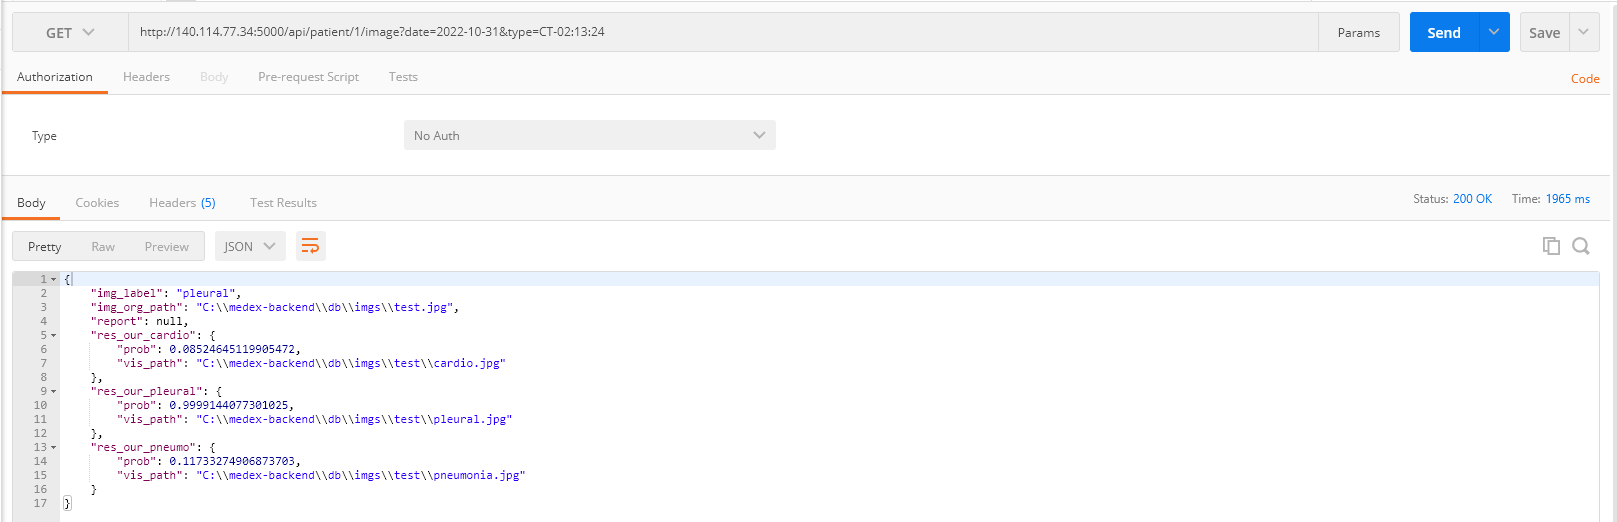 GET http://140.114.77.34:5000/api/patient/1/image?date=2022-10-31&type=CT-02:13:24 Params Send Save
Authorization Headers Body Pre-request Script Tests Code
Type No Auth
Body Cookies Headers (5) Test Results Status: 200 OK Time: 1965 ms
Pretty Raw Preview JSON
1 {
2 "img_label": "pleural",
3 "img_org_path": "C:\\medex-backend\\db\\imgs\\test.jpg",
4 "report": null,
5 "res_our_cardio": {
6 "prob": 0.08524645119905472,
7 "vis_path": "C:\\medex-backend\\db\\imgs\\test\\cardio.jpg"
8 },
9 "res_our_pleural": {
10 "prob": 0.9999144077301025,
11 "vis_path": "C:\\medex-backend\\db\\imgs\\test\\pleural.jpg"
12 },
13 "res_our_pneumo": {
14 "prob": 0.11733274906873703,
15 "vis_path": "C:\\medex-backend\\db\\imgs\\test\\pneumonia.jpg"
16 }
17 }